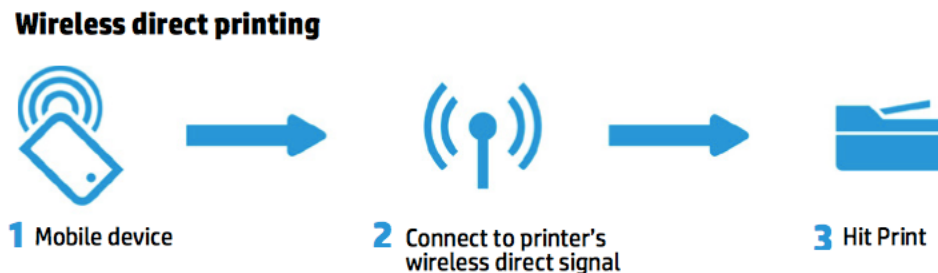 Wireless direct printing
1 Mobile device
2 Connect to printer's
wireless direct signal
3 Hit Print